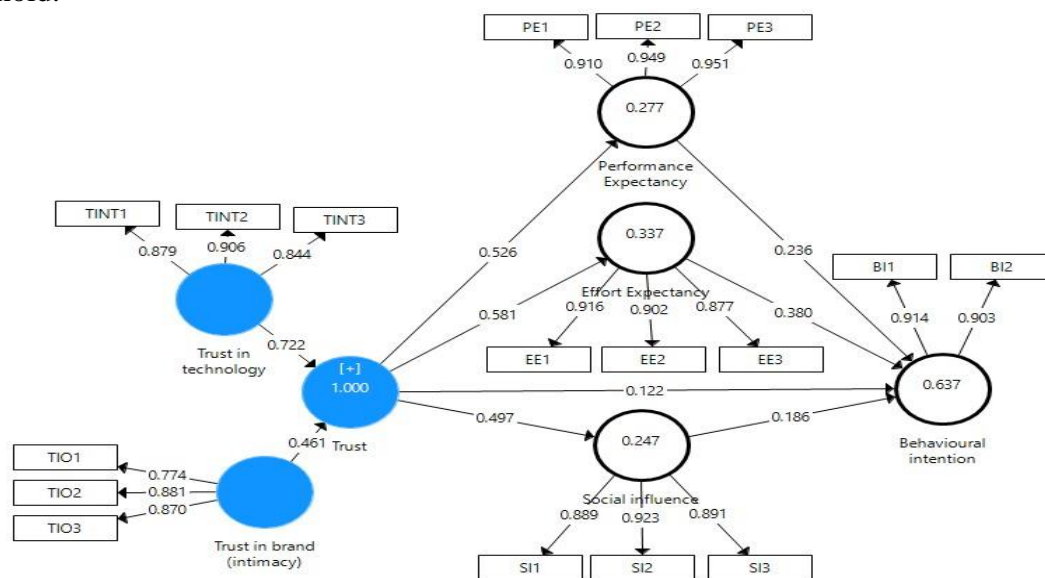 PE1 PE2 PE3
0.910 0.949 0.951
0.277
Performance
Expectancy
TINT1 TINT2 TINT3
0.879 0.906 0.844
0.526
0.337
0.236
Effort Expectancy
BI1 BI2
0.581
0.916 0.902 0.877
0.380
0.914 0.903
Trust in
technology
0.722
EE1 EE2 EE3
[+]
1.000
0.122
0.637
Trust
0.497
0.186
0.461
0.247
Behavioural
intention
TIO1
0.774
TIO2
0.881
TIO3
0.870
Social influence
0.889 0.923 0.891
Trust in brand
(intimacy)
SI1 SI2 SI3